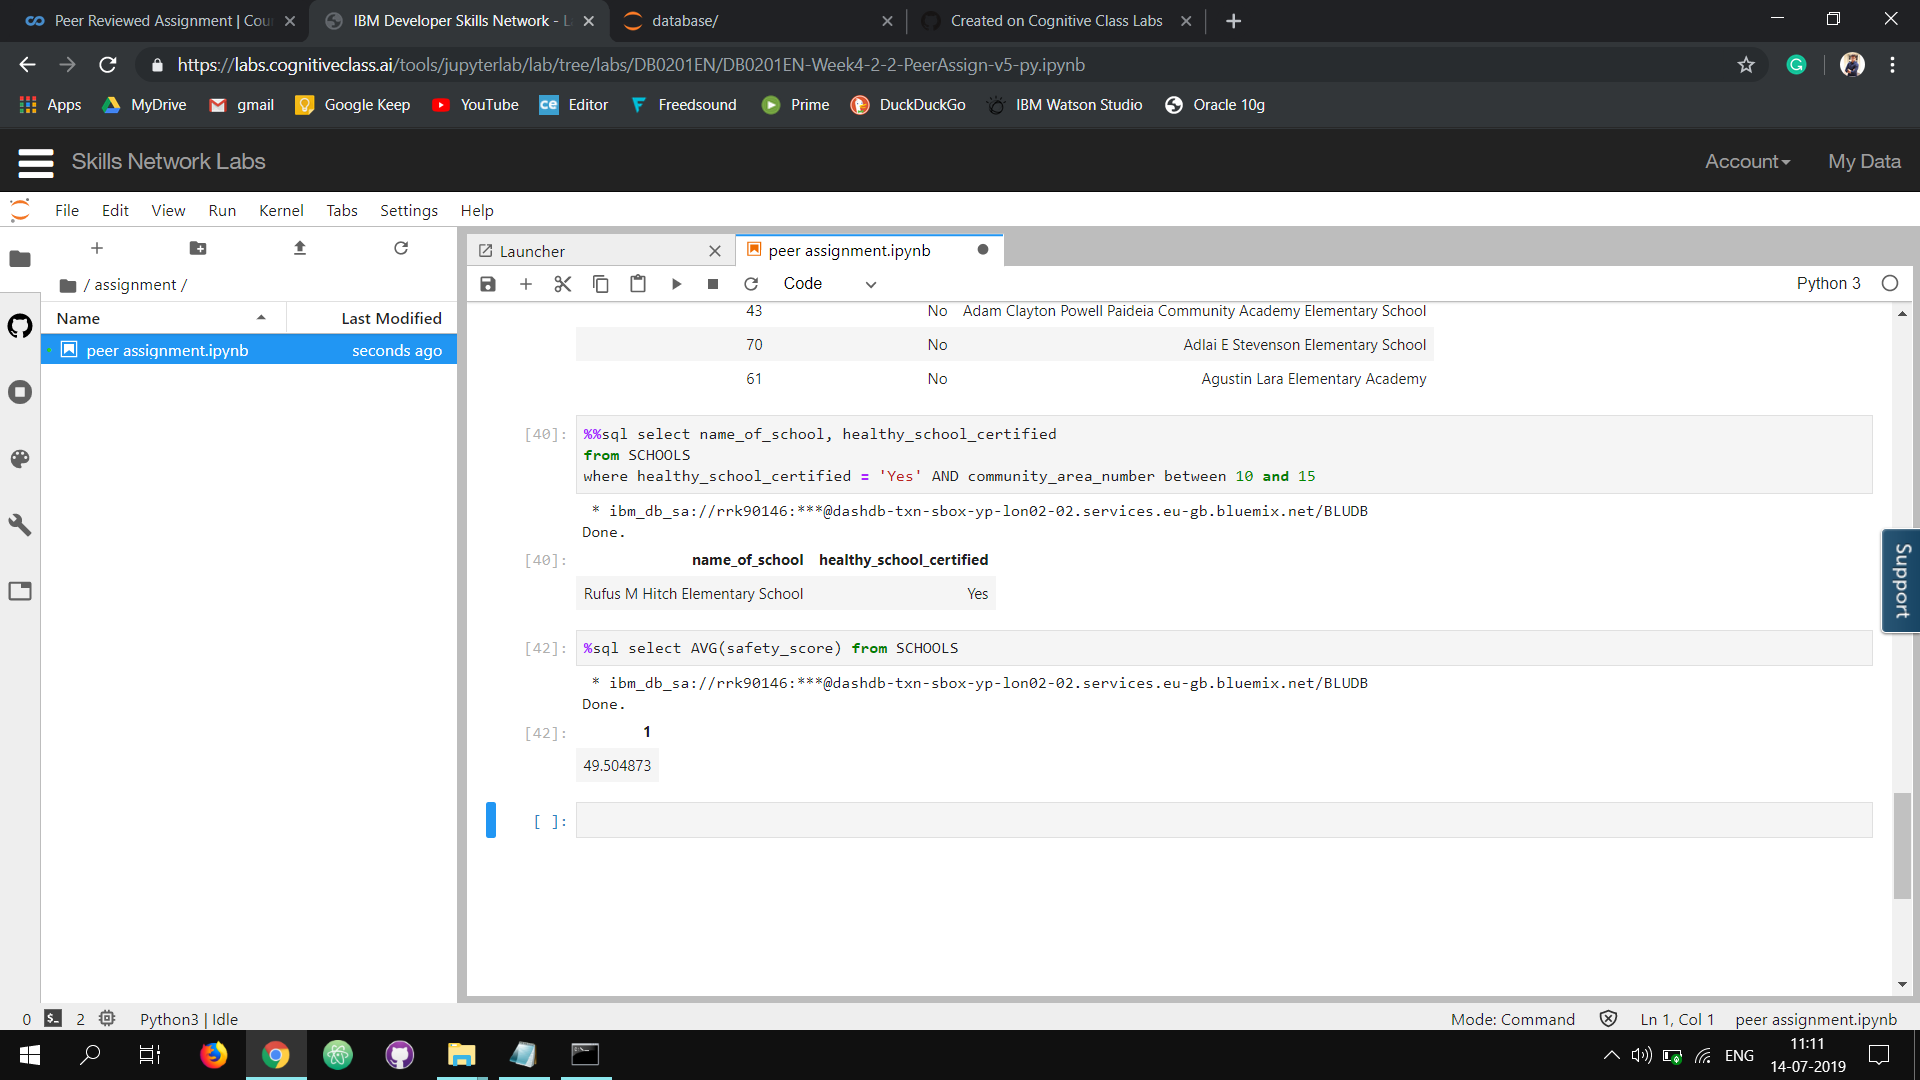 Peer Reviewed Assignment | Cou
IBM Developer Skills Network - L
database/
Created on Cognitive Class Labs
https://labs.cognitiveclass.ai/tools/jupyterlab/lab/tree/labs/DB0201EN/DB0201EN-Week4-2-2-PeerAssign-v5-py.ipynb
Apps MyDrive gmail Google Keep YouTube ce Editor Freedsound Prime DuckDuckGo IBM Watson Studio Oracle 10g
Skills Network Labs Account My Data
File Edit View Run Kernel Tabs Settings Help
/ assignment /
Name Last Modified
peer assignment.ipynb seconds ago
Launcher peer assignment.ipynb
Code Python 3
43 No Adam Clayton Powell Paideia Community Academy Elementary School
70 No Adlai E Stevenson Elementary School
61 No Agustin Lara Elementary Academy
[40]: %%sql select name_of_school, healthy_school_certified
from SCHOOLS
where healthy_school_certified = 'Yes' AND community_area_number between 10 and 15
* ibm_db_sa://rrk90146:***@dashdb-txn-sbox-yp-lon02-02.services.eu-gb.bluemix.net/BLUDB
Done.
[40]: name_of_school healthy_school_certified
Rufus M Hitch Elementary School Yes
[42]: %sql select AVG(safety_score) from SCHOOLS
* ibm_db_sa://rrk90146:***@dashdb-txn-sbox-yp-lon02-02.services.eu-gb.bluemix.net/BLUDB
Done.
[42]: 1
49.504873
[ ]:
Support
0 $_ 2 Python3 | Idle Mode: Command Ln 1, Col 1 peer assignment.ipynb
ENG
11:11
14-07-2019